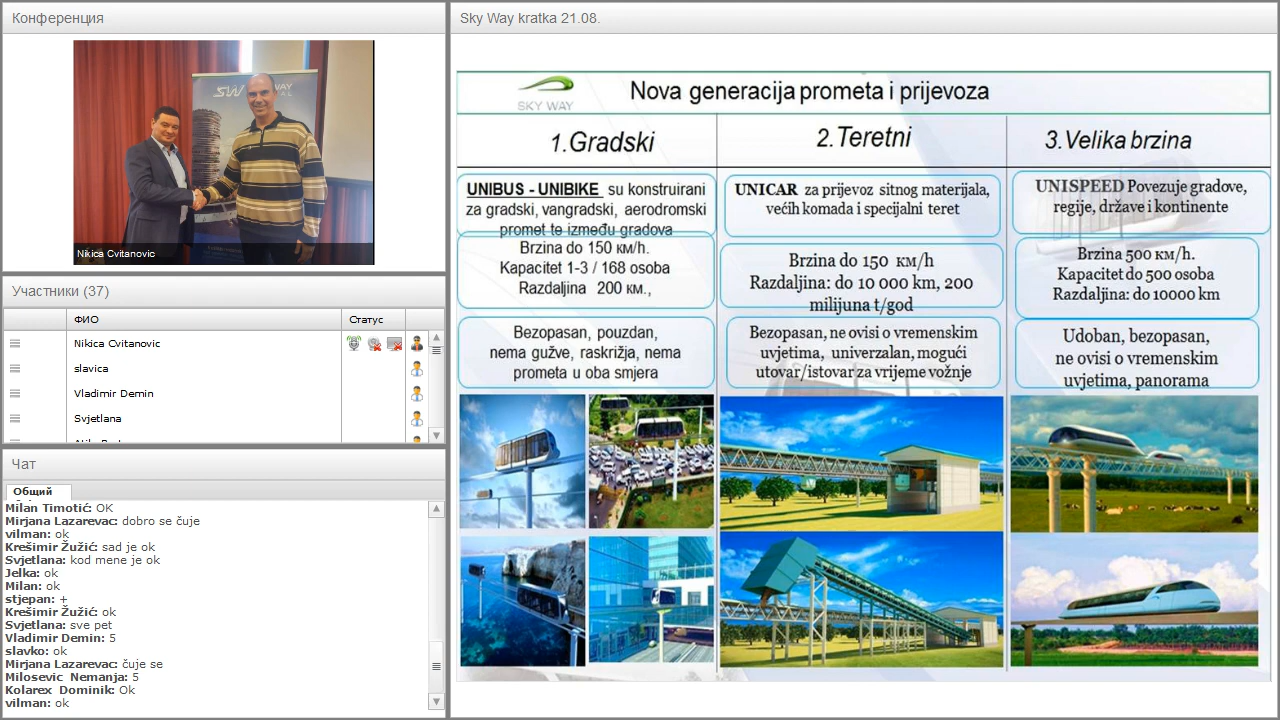 Конференция
SW WAY
Nikica Cvitanovic
Участники (37)
ФИО
Статус
Nikica Cvitanovic
slavica
Vladimir Demin
Svjetlana
Чат
Общий
Milan Timotić: OK
Mirjana Lazarevac: dobro se čuje
vilman: ok
Krešimir Žužić: sad je ok
Svjetlana: kod mene je ok
Jelka: ok
Milan: ok
stjepan: +
Krešimir Žužić: ok
Svjetlana: sve pet
Vladimir Demin: 5
slavko: ok
Mirjana Lazarevac: čuje se
Milosevic Nemanja: 5
Kolarex Dominik: Ok
vilman: ok
Sky Way kratka 21.08.
SKY WAY
Nova generacija prometa i prijevoza
1.Gradski
2.Teretni
3.Velika brzina
UNIBUS - UNIBIKE su konstruirani
za gradski, vangradski, aerodromski
promet te između gradova
Brzina do 150 км/h.
Kapacitet 1-3 / 168 osoba
Razdaljina 200 км.,
Bezopasan, pouzdan,
nema gužve, raskrižja, nema
prometa u oba smjera
UNICAR za prijevoz sitnog materijala,
većih komada i specijalni teret
Brzina do 150 км/h
Razdaljina: do 10 000 km, 200
milijuna t/god
Bezopasan, ne ovisi o vremenskim
uvjetima, univerzalan, mogući
utovar/istovar za vrijeme vožnje
UNISPEED Povezuje gradove,
regije, države i kontinente
Brzina 500 км/h.
Kapacitet do 500 osoba
Razdaljina: do 10000 km
Udoban, bezopasan,
ne ovisi o vremenskim
uvjetima, panorama